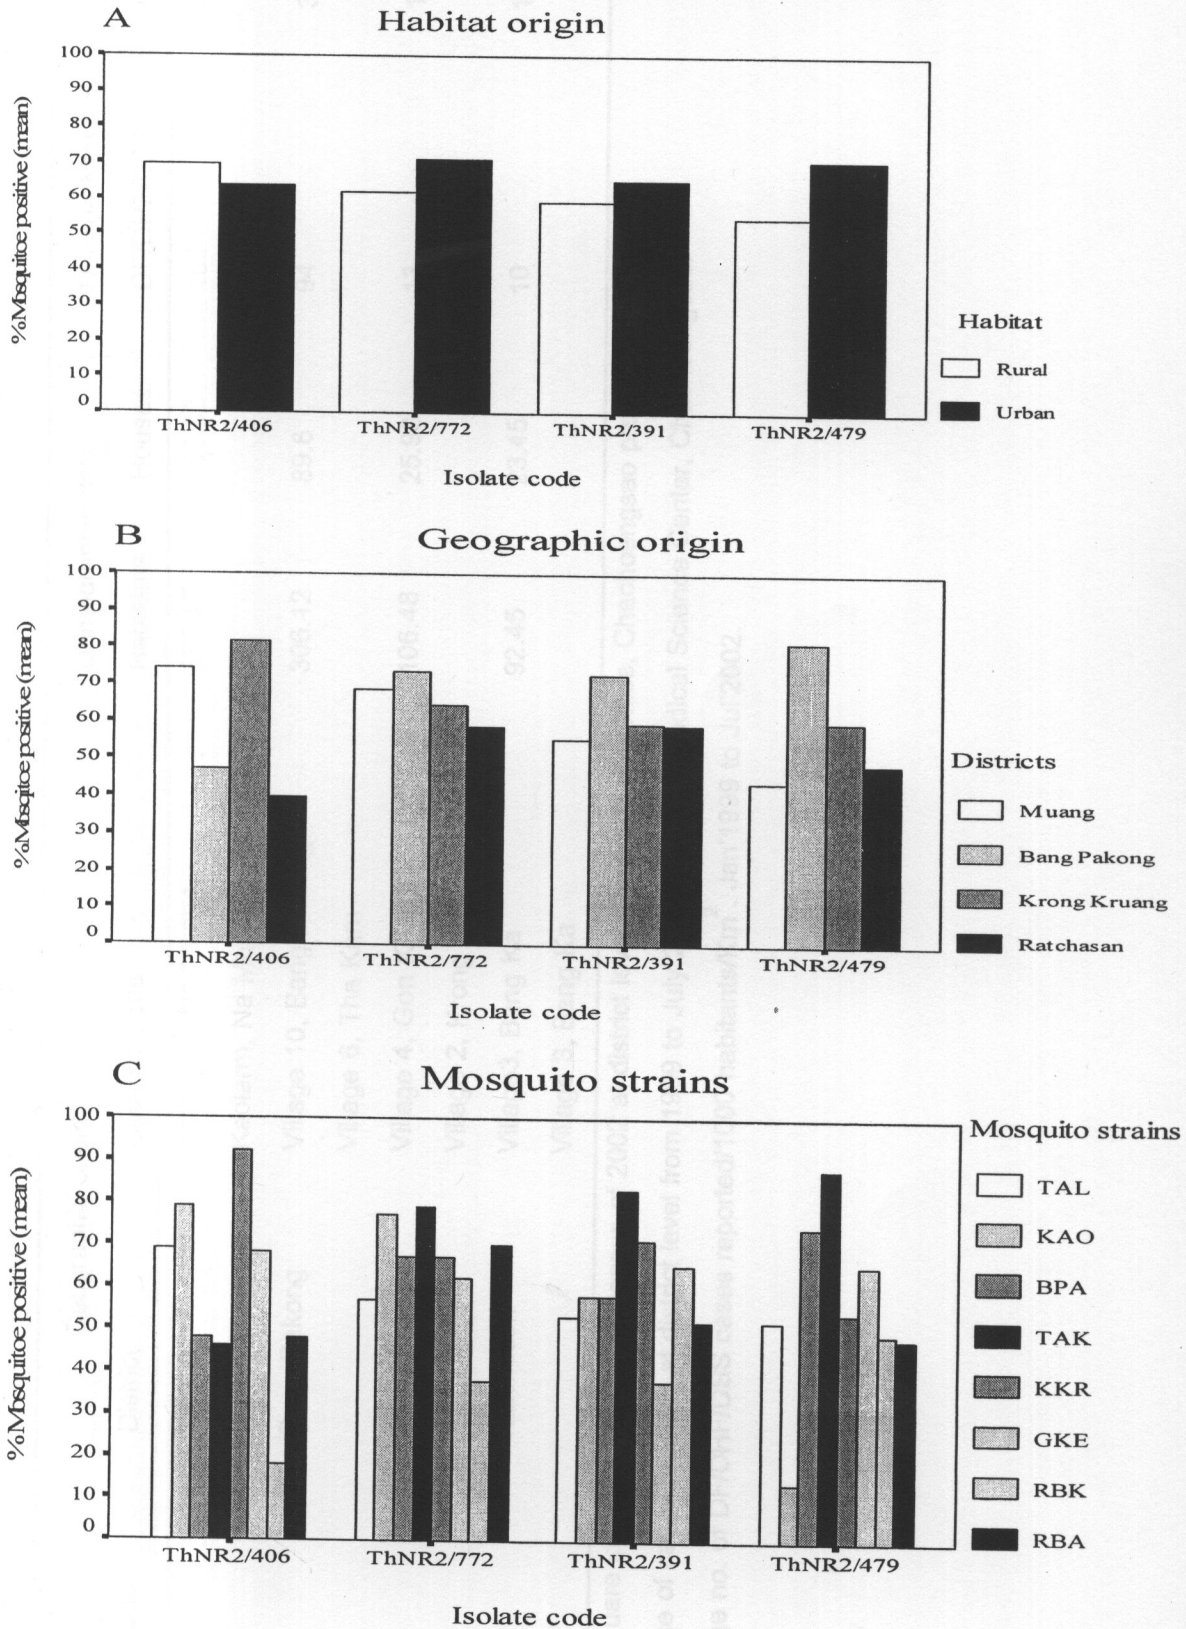 A
Habitat origin
%Mosquitoe positive (mean)
100
90
80
70
60
50
40
30
20
10
0
ThNR2/406 ThNR2/772 ThNR2/391 ThNR2/479
Isolate code
Habitat
Rural
Urban
B
Geographic origin
%Mosqitoe positive (mean)
100
90
80
70
60
50
40
30
20
10
0
ThNR2/406 ThNR2/772 ThNR2/391 ThNR2/479
Isolate code
Districts
Muang
Bang Pakong
Krong Kruang
Ratchasan
C
Mosquito strains
%Mosquitoe positive (mean)
100
90
80
70
60
50
40
30
20
10
0
ThNR2/406 ThNR2/772 ThNR2/391 ThNR2/479
Isolate code
Mosquito strains
TAL
KAO
BPA
TAK
KKR
GKE
RBK
RBA